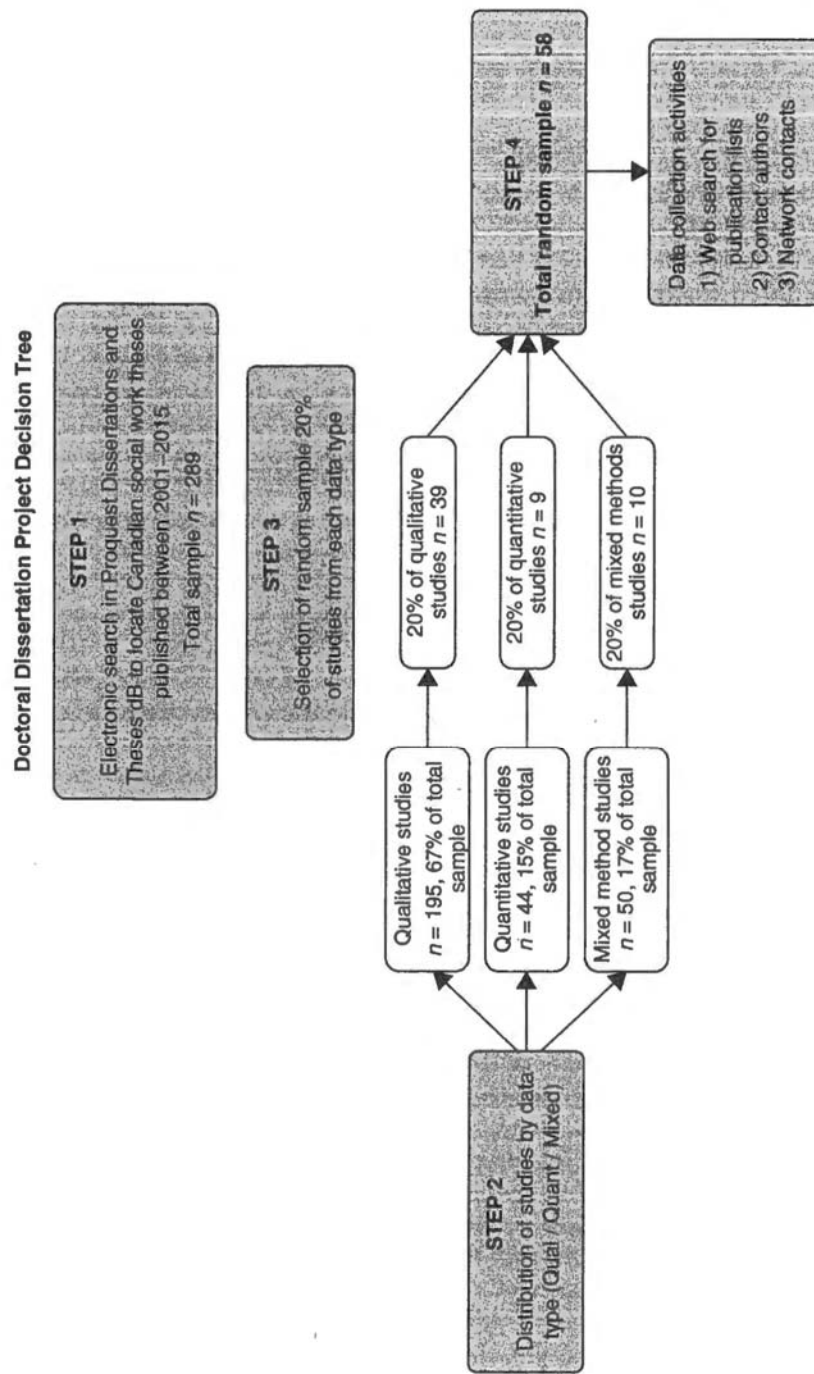 Doctoral Dissertation Project Decision Tree
STEP 1
Electronic search in Proquest Dissertations and
Theses dB to locate Canadian social work theses
published between 2001–2015
Total sample n = 289
STEP 3
Selection of random sample 20%
of studies from each data type
STEP 2
Distribution of studies by data
type (Qual / Quant / Mixed)
Qualitative studies
n = 195, 67% of total
sample
Quantitative studies
n = 44, 15% of total
sample
Mixed method studies
n = 50, 17% of total
sample
20% of qualitative
studies n = 39
20% of quantitative
studies n = 9
20% of mixed methods
studies n = 10
STEP 4
Total random sample n = 58
Data collection activities
1) Web search for
publication lists
2) Contact authors
3) Network contacts